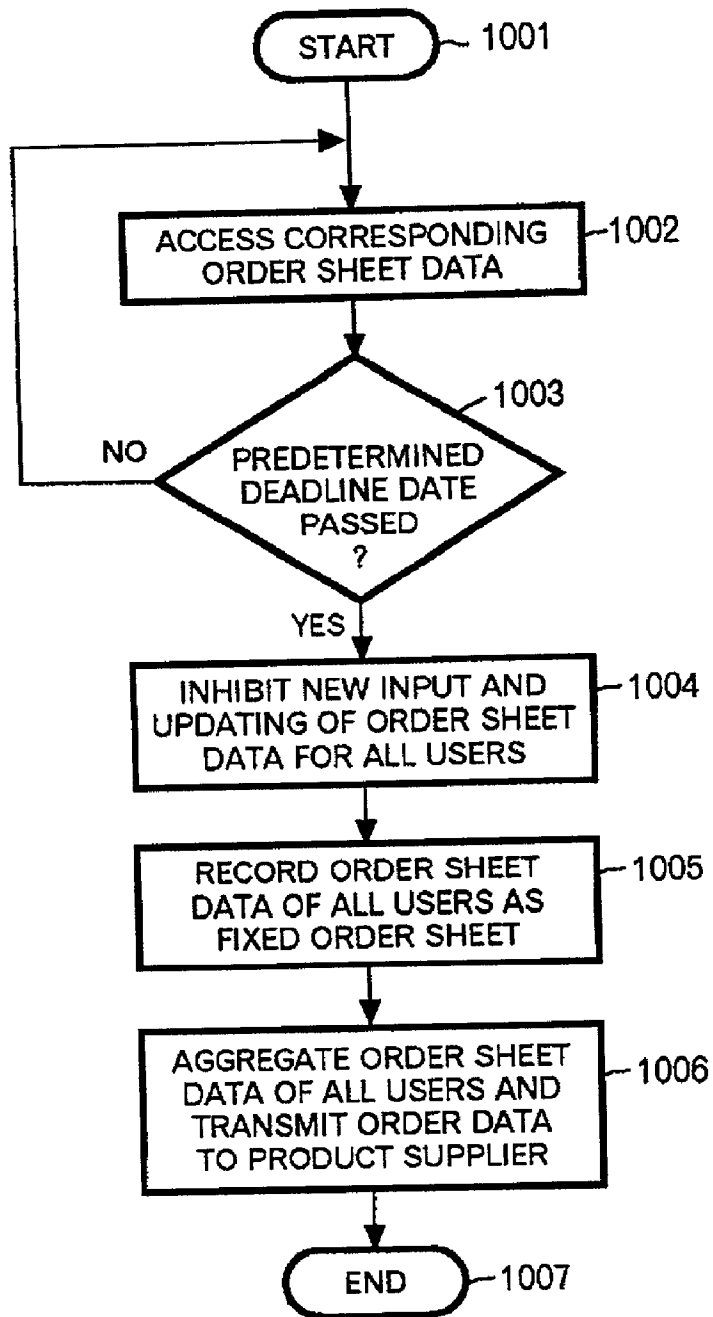 START
1001
ACCESS CORRESPONDING
ORDER SHEET DATA
1002
1003
NO
PREDETERMINED
DEADLINE DATE
PASSED
?
YES
INHIBIT NEW INPUT AND
UPDATING OF ORDER SHEET
DATA FOR ALL USERS
1004
RECORD ORDER SHEET
DATA OF ALL USERS AS
FIXED ORDER SHEET
1005
AGGREGATE ORDER SHEET
DATA OF ALL USERS AND
TRANSMIT ORDER DATA
TO PRODUCT SUPPLIER
1006
END
1007